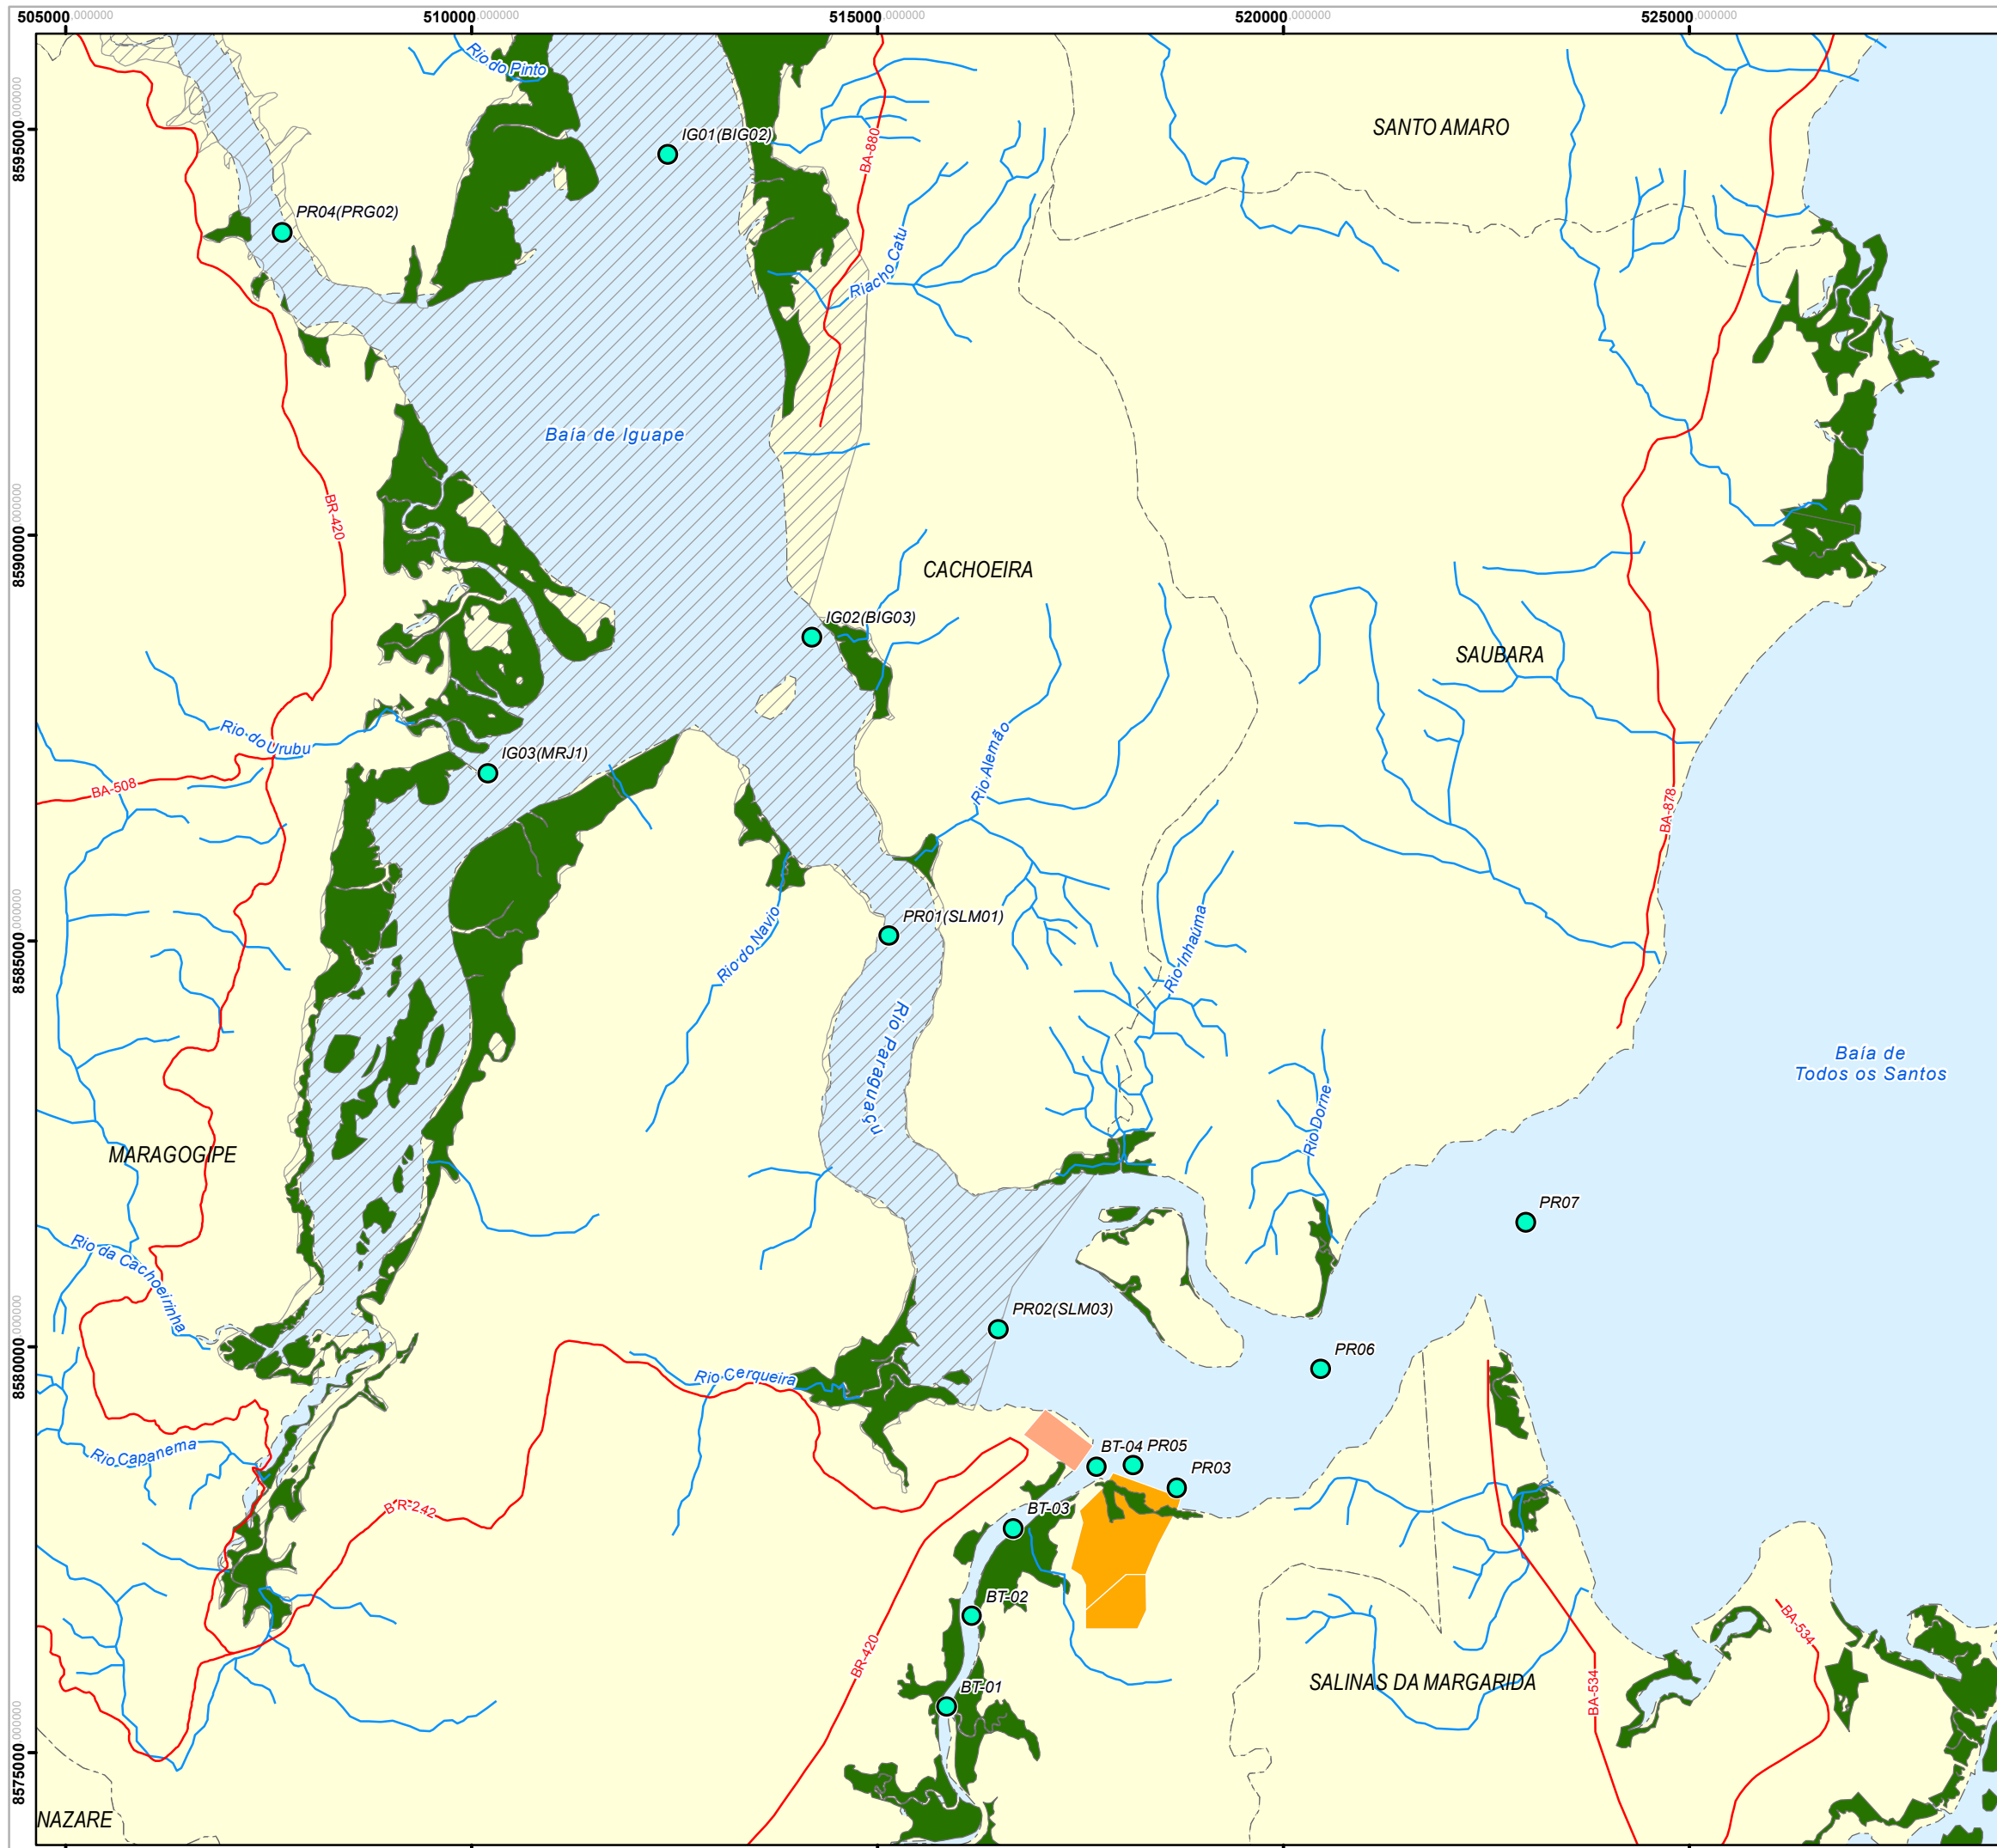 505000,000000
510000,000000
515000,000000
520000,000000
525000,000000
8595000,000000
8590000,000000
8585000,000000
8580000,000000
8575000,000000
Rio do Pinto
IG01(BIG02)
BA-880
SANTO AMARO
PR04(PRG02)
Riacho Catu
Baía de Iguape
BR-420
CACHOEIRA
IG02(BIG03)
SAUBARA
Rio do Urubu
IG03(MRJ1)
Rio Alemão
BA-508
BA-878
PR01(SLM01)
Rio do Navio
Rio Inhaúma
Rio Paraguaçu
Baía de
Todos os Santos
Rio Dorne
MARAGOGIPE
PR07
Rio da Cachoeirinha
PR02(SLM03)
PR06
Rio Cerqueira
Rio Capanema
BT-04
PR05
PR03
BR-242
BT-03
BT-02
BR-420
BA-534
BT-01
SALINAS DA MARGARIDA
BA-534
NAZARE